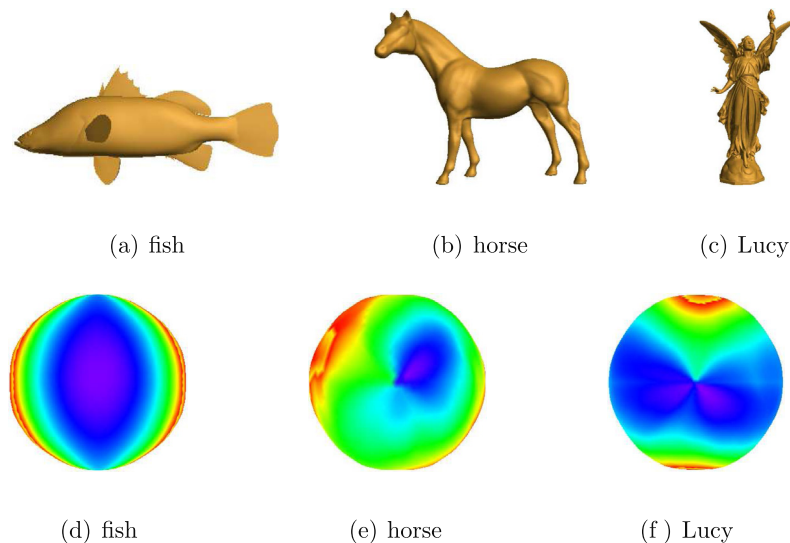 (a) fish
(b) horse
(c) Lucy
(d) fish
(e) horse
(f ) Lucy